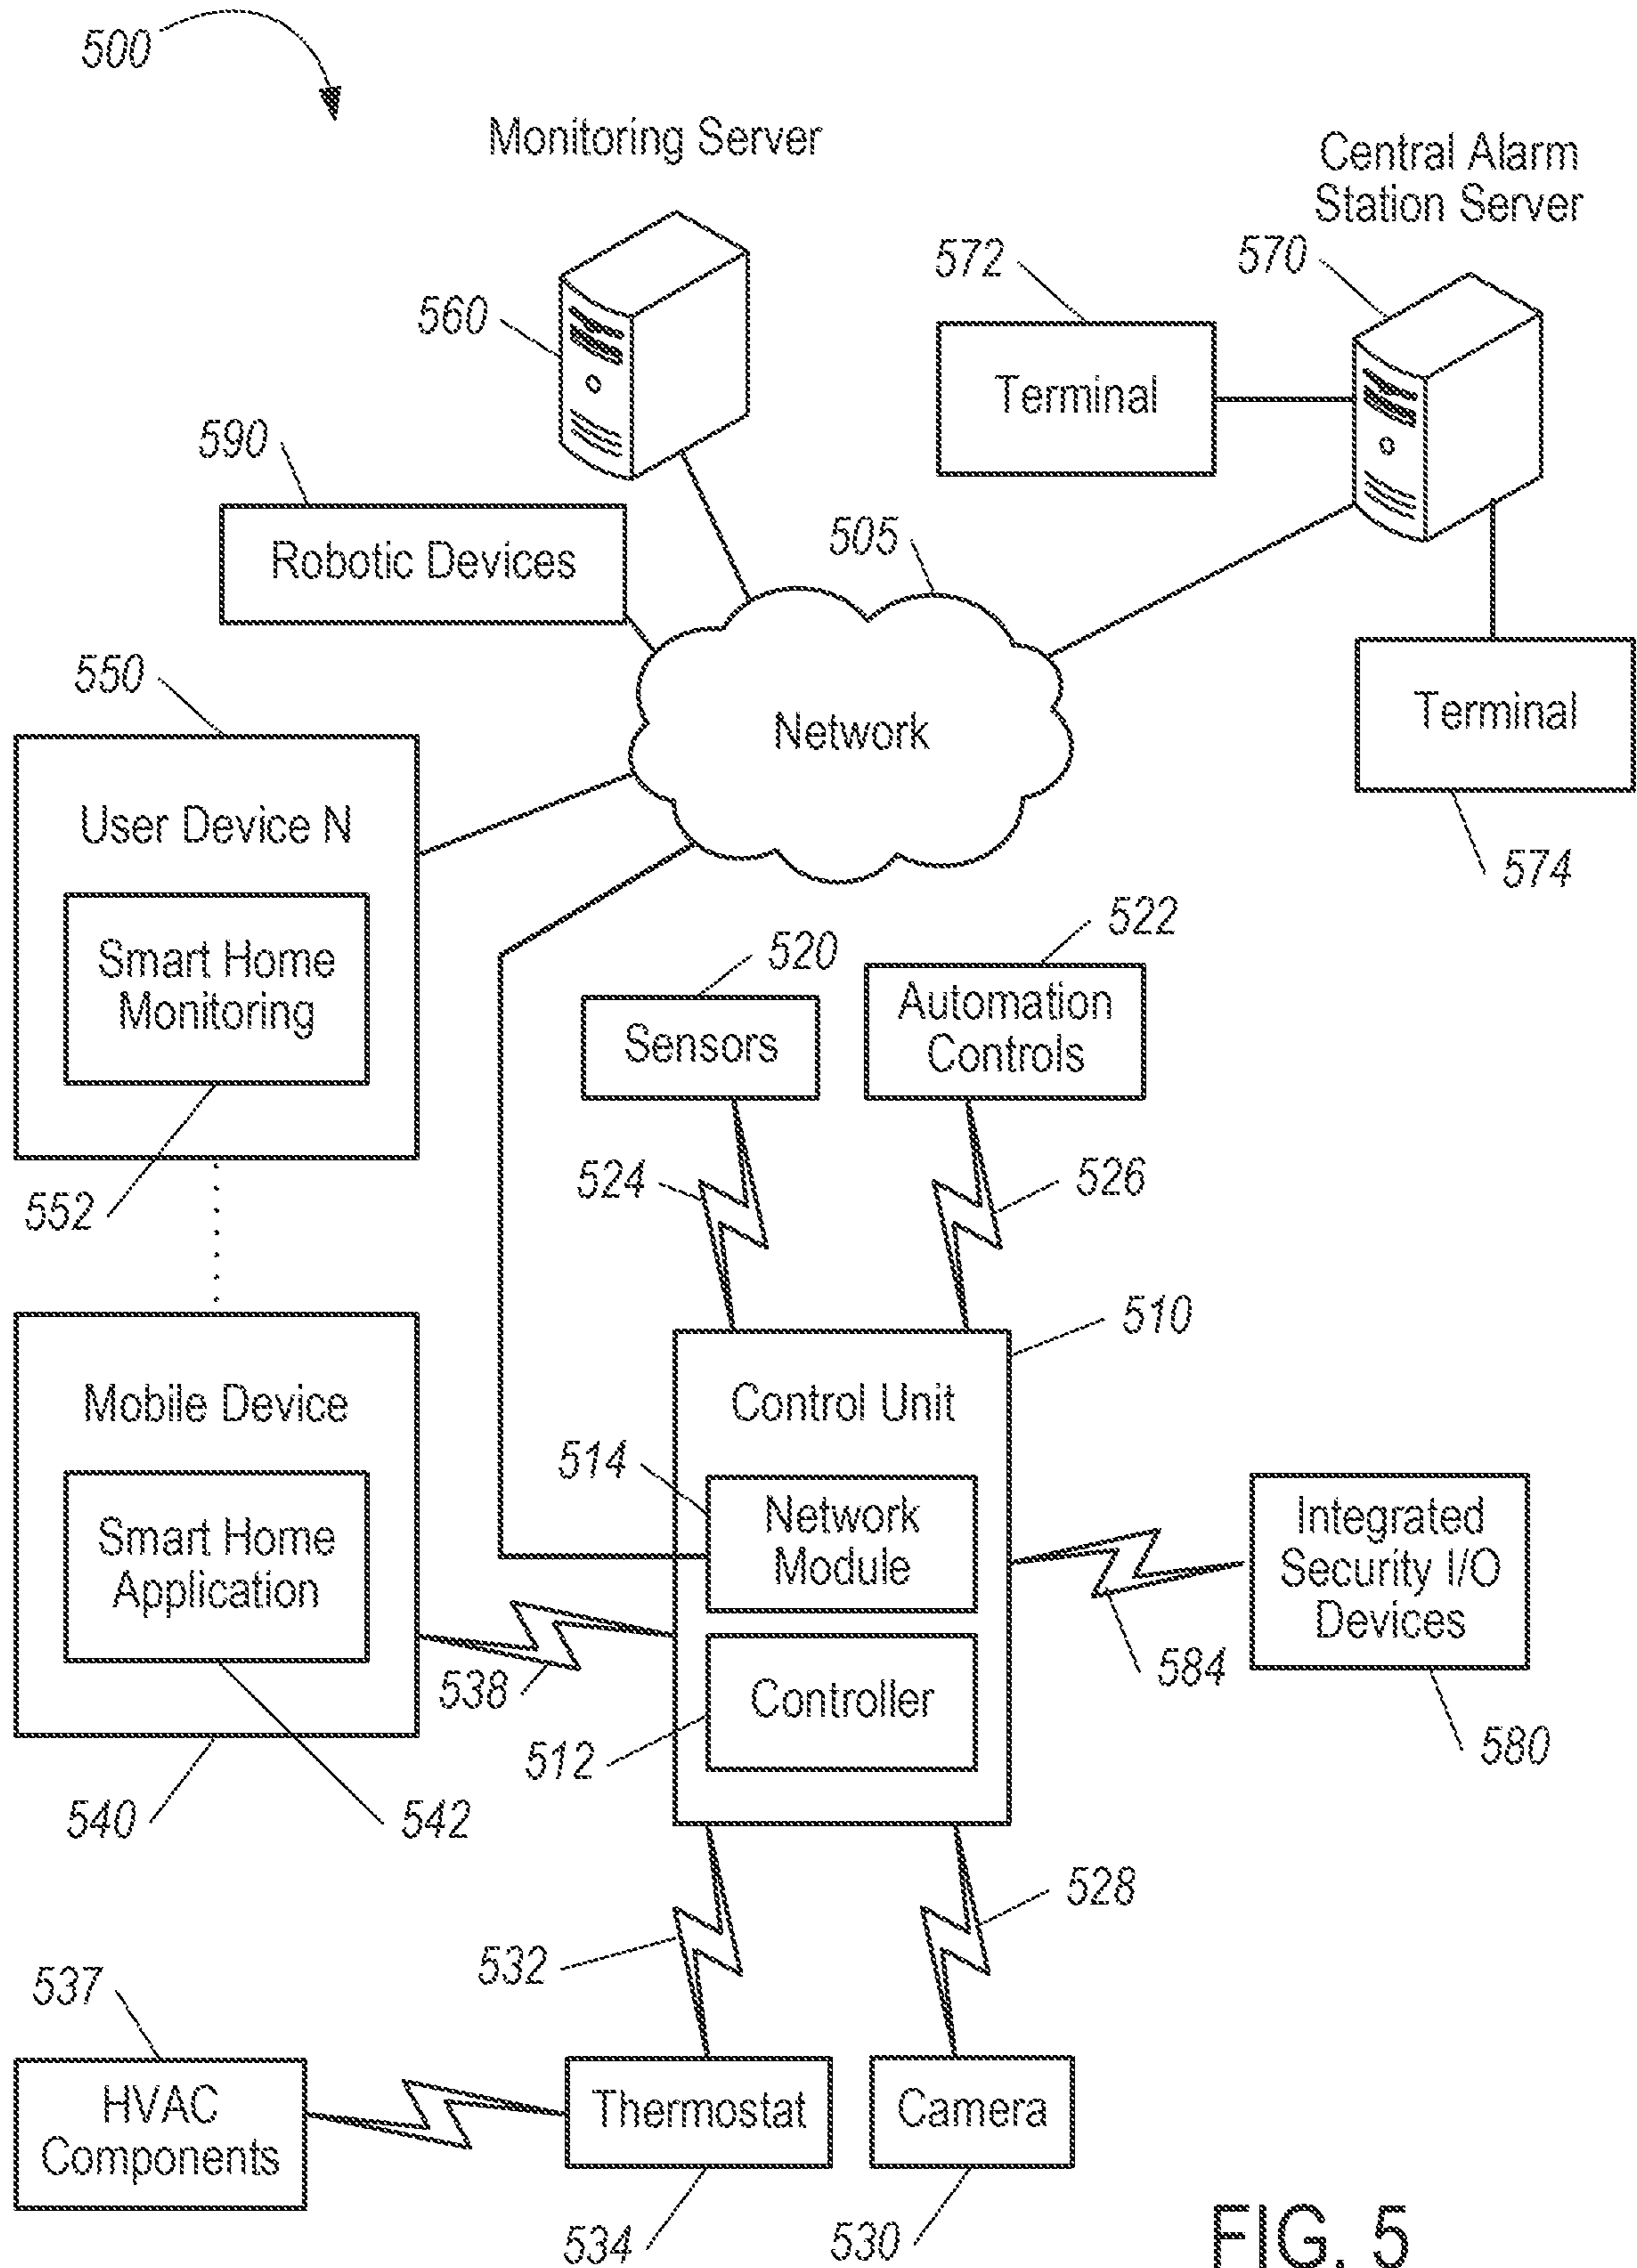 500
Monitoring Server
Central Alarm
Station Server
572
570
560
Terminal
590
505
Robotic Devices
550
Network
Terminal
User Device N
574
522
520
Smart Home
Monitoring
Automation
Controls
Sensors
524
526
552
510
Mobile Device
Control Unit
514
Network
Module
Integrated
Security I/O
Devices
Smart Home
Application
584
538
Controller
512
580
540
542
528
532
537
HVAC
Components
Thermostat
Camera
534
530
FIG. 5